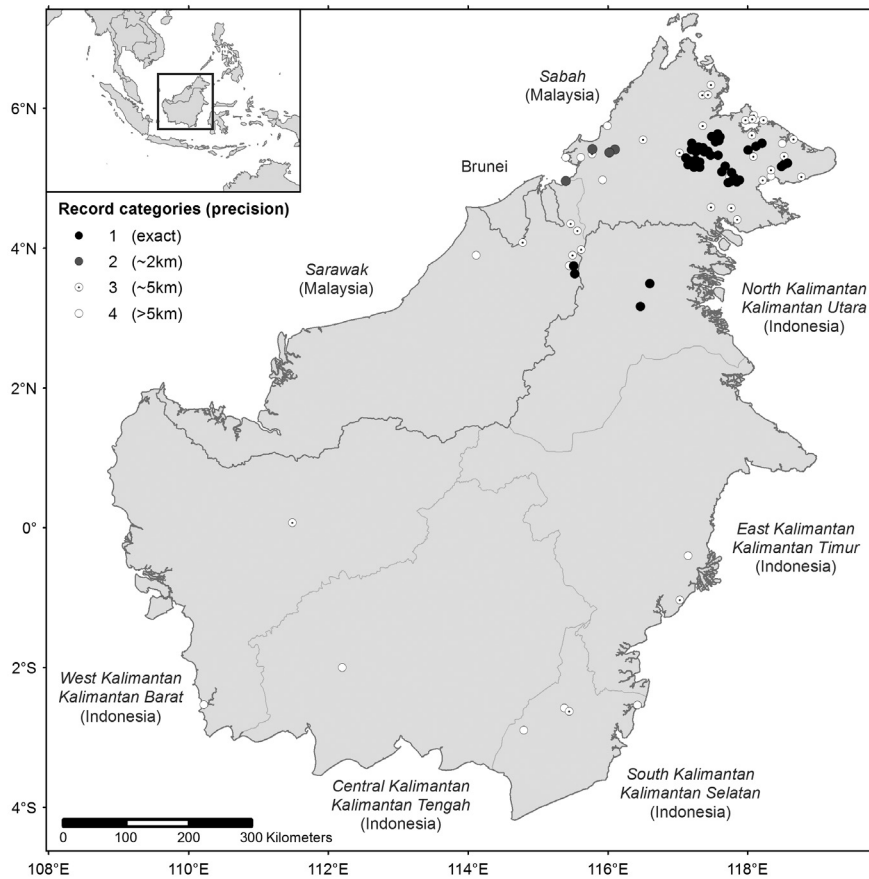 6°N
4°N
2°N
0°
2°S
4°S
Sabah
(Malaysia)
Brunei
Record categories (precision)
1 (exact)
2 (~2km)
3 (~5km)
4 (>5km)
Sarawak
(Malaysia)
North Kalimantan
Kalimantan Utara
(Indonesia)
East Kalimantan
Kalimantan Timur
(Indonesia)
West Kalimantan
Kalimantan Barat
(Indonesia)
Central Kalimantan
Kalimantan Tengah
(Indonesia)
South Kalimantan
Kalimantan Selatan
(Indonesia)
0 100 200 300 Kilometers
108°E 110°E 112°E 114°E 116°E 118°E